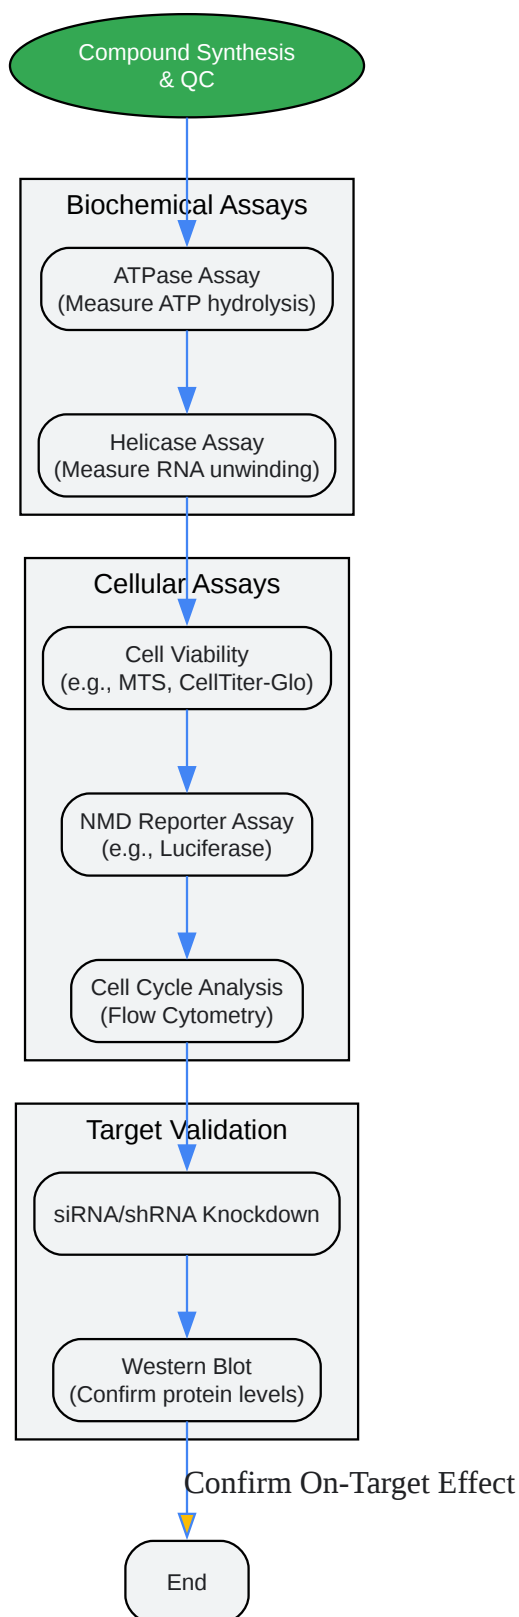 Compound Synthesis
& QC
Biochemical Assays
ATPase Assay
(Measure ATP hydrolysis)
Helicase Assay
(Measure RNA unwinding)
Cellular Assays
Cell Viability
(e.g., MTS, CellTiter-Glo)
NMD Reporter Assay
(e.g., Luciferase)
Cell Cycle Analysis
(Flow Cytometry)
Target Validation
siRNA/shRNA Knockdown
Western Blot
(Confirm protein levels)
Confirm On-Target Effect
End